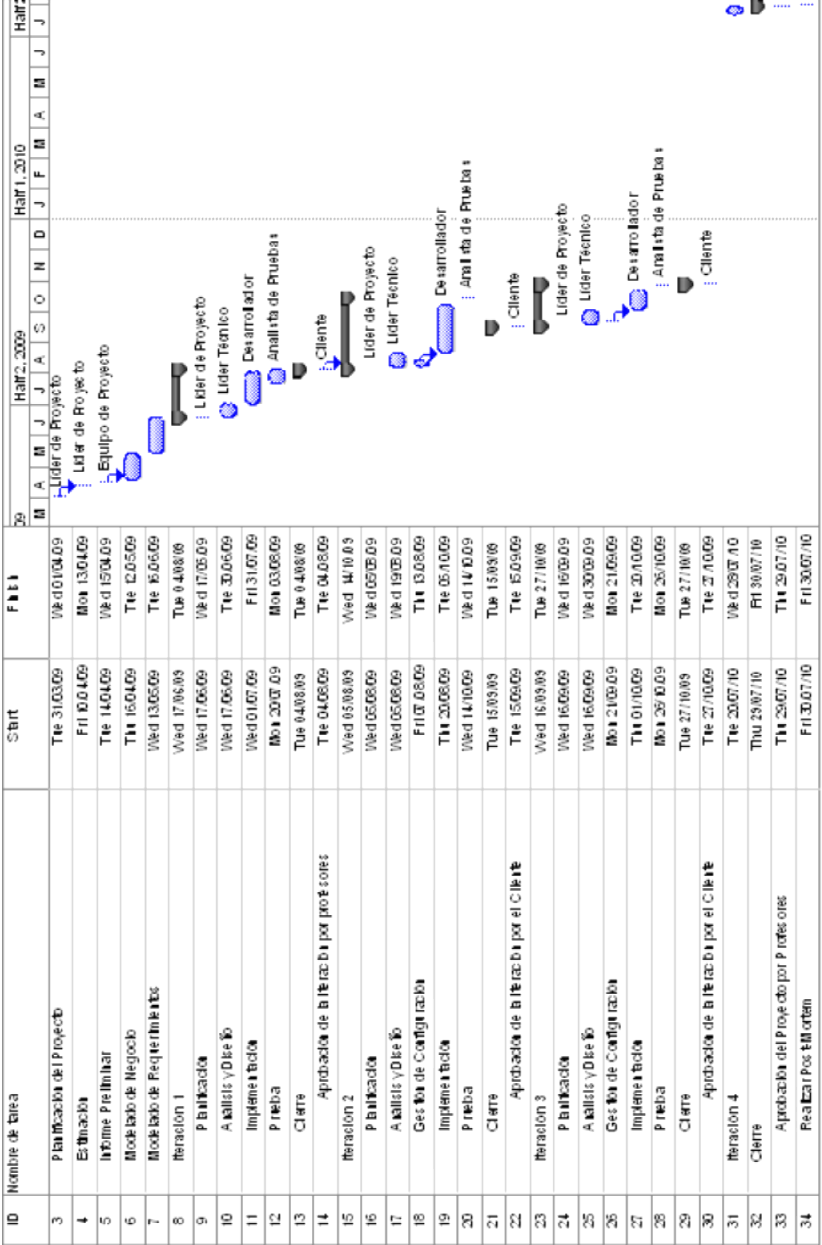 ID Nombre de tarea Start Finish 09 Half 2, 2009 Half 1, 2010 Half 2
M A M J J A S O N D J F M A M J J
3 Planificación del Proyecto Tue 31/03/09 Wed 01/04/09 Líder de Proyecto
4 Estimación Fri 10/04/09 Mon 13/04/09 Líder de Proyecto
5 Informe Preliminar Tue 14/04/09 Wed 15/04/09 Equipo de Proyecto
6 Modelado de Negocio Thu 16/04/09 Tue 12/05/09
7 Modelado de Requerimientos Wed 13/05/09 Tue 16/06/09
8 Iteración 1 Wed 17/06/09 Tue 04/08/09
9 Planificación Wed 17/06/09 Wed 17/06/09 Líder de Proyecto
10 Análisis y Diseño Wed 17/06/09 Tue 30/06/09 Líder Técnico
11 Implementación Wed 01/07/09 Fri 31/07/09 Desarrollador
12 Prueba Mon 20/07/09 Mon 03/08/09 Analista de Pruebas
13 Cierre Tue 04/08/09 Tue 04/08/09
14 Aprobación de la Iteración por profesores Tue 04/08/09 Tue 04/08/09 Cliente
15 Iteración 2 Wed 05/08/09 Wed 14/10/09
16 Planificación Wed 05/08/09 Wed 05/08/09 Líder de Proyecto
17 Análisis y Diseño Wed 05/08/09 Wed 19/08/09 Líder Técnico
18 Gestión de Configuración Fri 07/08/09 Thu 13/08/09
19 Implementación Thu 20/08/09 Tue 05/10/09 Desarrollador
20 Prueba Wed 14/10/09 Wed 14/10/09 Analista de Pruebas
21 Cierre Tue 15/09/09 Tue 15/09/09
22 Aprobación de la Iteración por el Cliente Tue 15/09/09 Tue 15/09/09 Cliente
23 Iteración 3 Wed 16/09/09 Tue 27/10/09
24 Planificación Wed 16/09/09 Wed 16/09/09 Líder de Proyecto
25 Análisis y Diseño Wed 16/09/09 Wed 30/09/09 Líder Técnico
26 Gestión de Configuración Mon 21/09/09 Mon 21/09/09
27 Implementación Thu 01/10/09 Tue 20/10/09 Desarrollador
28 Prueba Mon 26/10/09 Mon 26/10/09 Analista de Pruebas
29 Cierre Tue 27/10/09 Tue 27/10/09
30 Aprobación de la Iteración por el Cliente Tue 27/10/09 Tue 27/10/09 Cliente
31 Iteración 4 Tue 20/07/10 Wed 28/07/10
32 Cierre Thu 29/07/10 Fri 30/07/10
33 Aprobación del Proyecto por Profesores Thu 29/07/10 Thu 29/07/10
34 Realizar Post-Mortem Fri 30/07/10 Fri 30/07/10